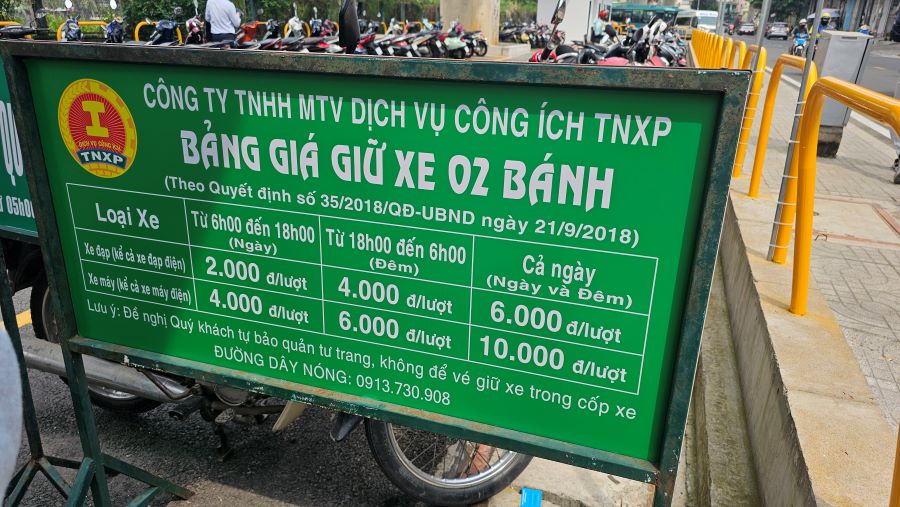 CÔNG TY TNHH MTV DỊCH VỤ CÔNG ÍCH TNXP
DỊCH VỤ CÔNG ÍCH
TNXP
BẢNG GIÁ GIỮ XE 02 BÁNH
(Theo Quyết định số 35/2018/QĐ-UBND ngày 21/9/2018)
Loại Xe
Từ 6h00 đến 18h00
(Ngày)
Từ 18h00 đến 6h00
(Đêm)
Cả ngày
(Ngày và Đêm)
Xe đạp (kể cả xe đạp điện) 2.000 đ/lượt 4.000 đ/lượt 6.000 đ/lượt
Xe máy (kể cả xe máy điện) 4.000 đ/lượt 6.000 đ/lượt 10.000 đ/lượt
Lưu ý: Đề nghị Quý khách tự bảo quản tư trang, không để vé giữ xe trong cốp xe
ĐƯỜNG DÂY NÓNG: 0913.730.908
05h0